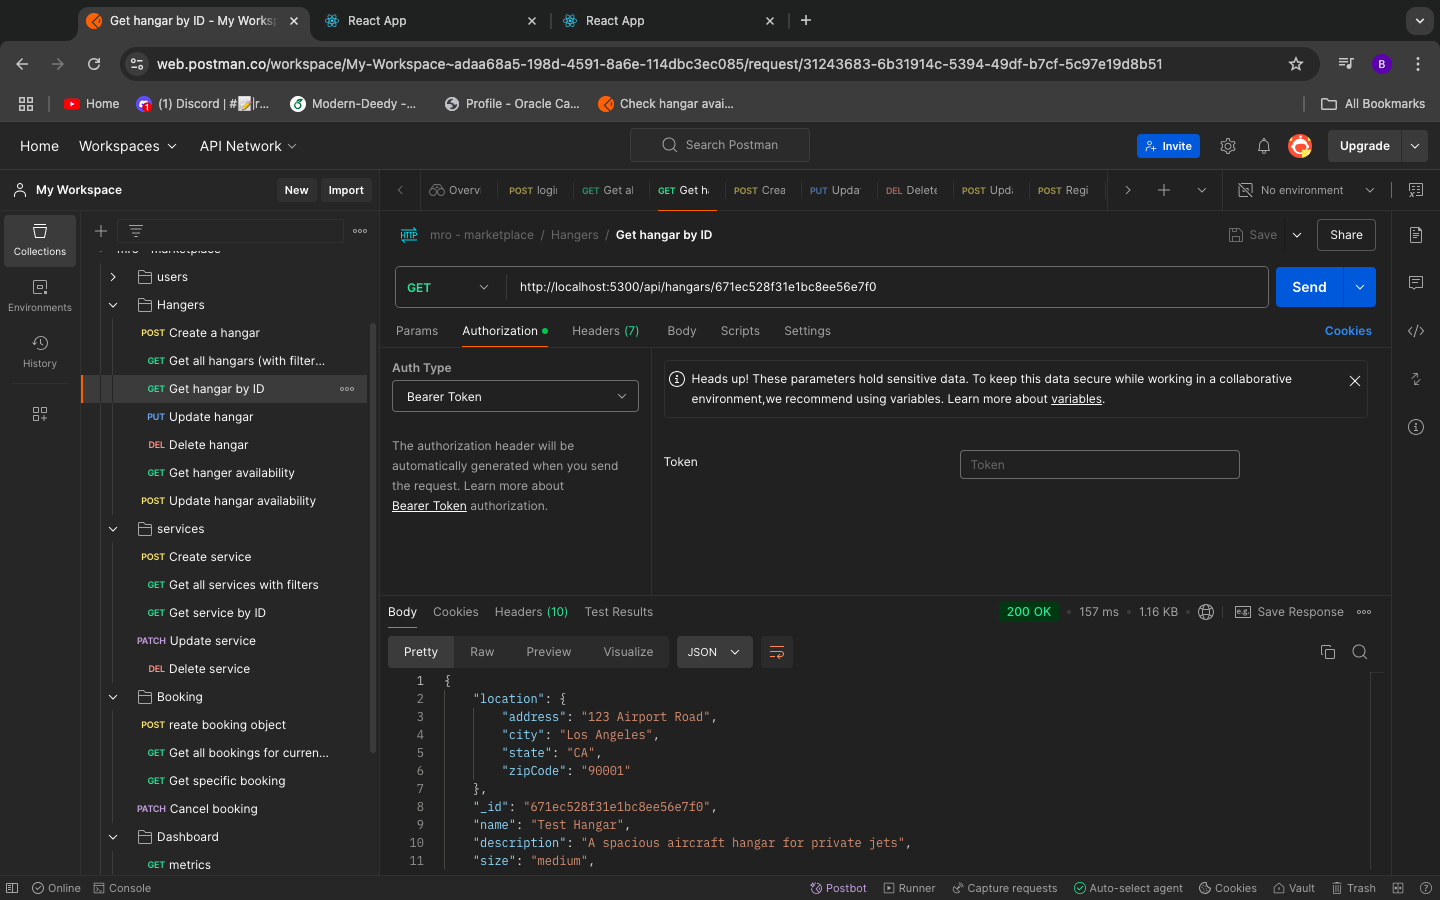 Get hangar by ID - My Works
React App
React App
web.postman.co/workspace/My-Workspace~adaa68a5-198d-4591-8a6e-114dbc3ec085/request/31243683-6b31914c-5394-49df-b7cf-5c97e19d8b51
B
Home
(1) Discord | #📝|r...
Modern-Deedy -...
Profile - Oracle Ca...
Check hangar avai...
All Bookmarks
Home
Workspaces
API Network
Search Postman
Invite
Upgrade
My Workspace
New
Import
Overvi
POST login
GET Get al
GET Get ha
POST Crea
PUT Upda
DEL Delete
POST Upda
POST Regi
No environment
Collections
Environments
History
mro - marketplace
users
Hangers
POST Create a hangar
GET Get all hangars (with filter...
GET Get hangar by ID
PUT Update hangar
DEL Delete hangar
GET Get hanger availability
POST Update hangar availability
services
POST Create service
GET Get all services with filters
GET Get service by ID
PATCH Update service
DEL Delete service
Booking
POST reate booking object
GET Get all bookings for curren...
GET Get specific booking
PATCH Cancel booking
Dashboard
GET metrics
HTTP mro - marketplace / Hangers / Get hangar by ID
Save
Share
GET
http://localhost:5300/api/hangars/671ec528f31e1bc8ee56e7f0
Send
Params
Authorization
Headers (7)
Body
Scripts
Settings
Cookies
Auth Type
Bearer Token
The authorization header will be
automatically generated when you send
the request. Learn more about
Bearer Token authorization.
Heads up! These parameters hold sensitive data. To keep this data secure while working in a collaborative
environment,we recommend using variables. Learn more about variables.
Token
Token
Body
Cookies
Headers (10)
Test Results
200 OK
157 ms
1.16 KB
e.g. Save Response
Pretty
Raw
Preview
Visualize
JSON
1 {
2 "location": {
3 "address": "123 Airport Road",
4 "city": "Los Angeles",
5 "state": "CA",
6 "zipCode": "90001"
7 },
8 "_id": "671ec528f31e1bc8ee56e7f0",
9 "name": "Test Hangar",
10 "description": "A spacious aircraft hangar for private jets",
11 "size": "medium",
Online
Console
Postbot
Runner
Capture requests
Auto-select agent
Cookies
Vault
Trash